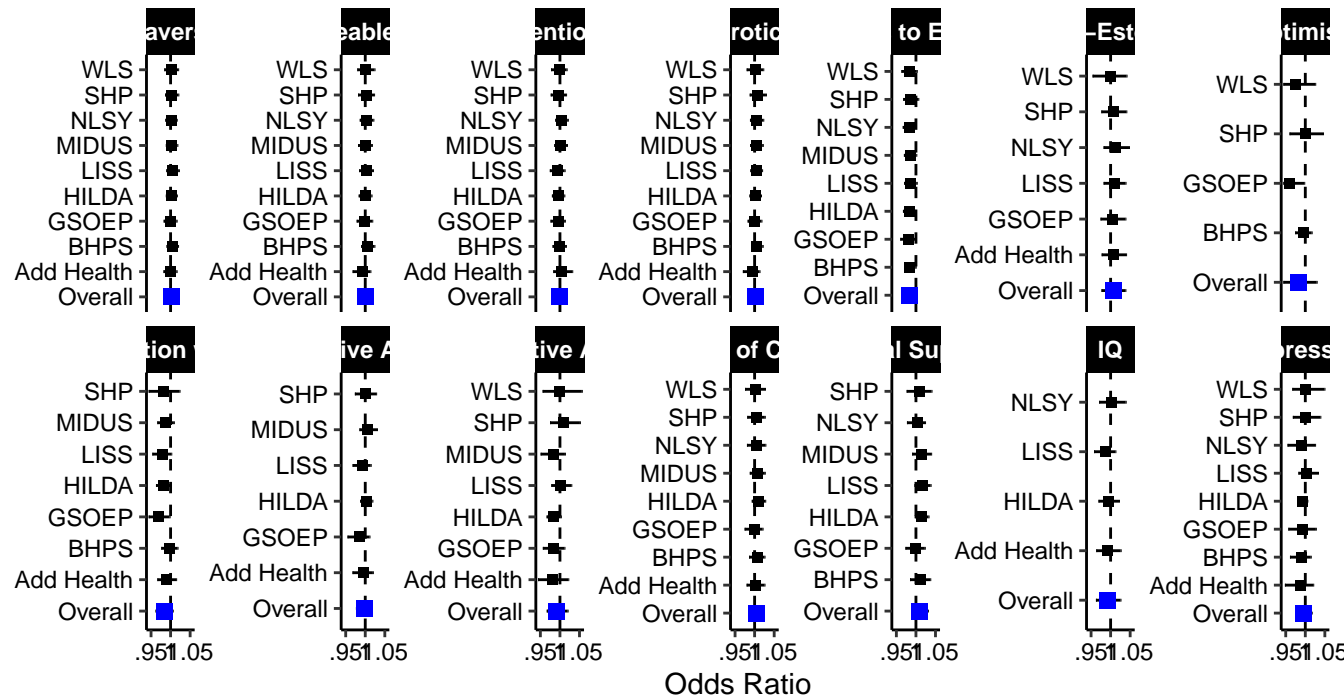 avers
WLS
SHP
NLSY
MIDUS
LISS
HILDA
GSOEP
BHPS
Add Health
Overall
eable
WLS
SHP
NLSY
MIDUS
LISS
HILDA
GSOEP
BHPS
Add Health
Overall
entio
WLS
SHP
NLSY
MIDUS
LISS
HILDA
GSOEP
BHPS
Add Health
Overall
rotic
WLS
SHP
NLSY
MIDUS
LISS
HILDA
GSOEP
BHPS
Add Health
Overall
to E
WLS
SHP
NLSY
MIDUS
LISS
HILDA
GSOEP
BHPS
Overall
–Este
WLS
SHP
NLSY
LISS
GSOEP
Add Health
Overall
timis
WLS
SHP
GSOEP
BHPS
Overall
tion
SHP
MIDUS
LISS
HILDA
GSOEP
BHPS
Add Health
Overall
.951 1.05
ive A
SHP
MIDUS
LISS
HILDA
GSOEP
Add Health
Overall
.951 1.05
tive A
WLS
SHP
MIDUS
LISS
HILDA
GSOEP
Add Health
Overall
.951 1.05
of C
WLS
SHP
NLSY
MIDUS
HILDA
GSOEP
BHPS
Add Health
Overall
.951 1.05
al Sup
SHP
NLSY
MIDUS
LISS
HILDA
GSOEP
BHPS
Overall
.951 1.05
IQ
NLSY
LISS
HILDA
Add Health
Overall
.951 1.05
press
WLS
SHP
NLSY
LISS
HILDA
GSOEP
BHPS
Add Health
Overall
.951 1.05
Odds Ratio